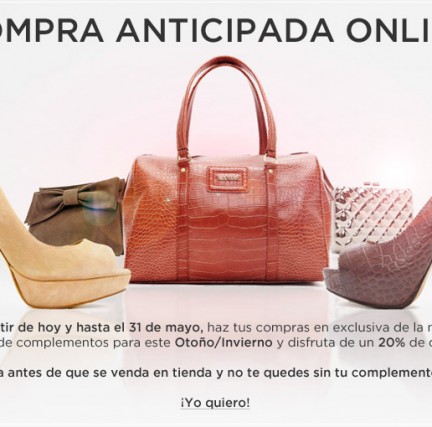 OMPRA ANTICIPADA ONLI
tir de hoy y hasta el 31 de mayo, haz tus compras en exclusiva de la
de complementos para este Otoño/Invierno y disfruta de un 20% de
antes de que se venda en tienda y no te quedes sin tu complement
¡Yo quiero!